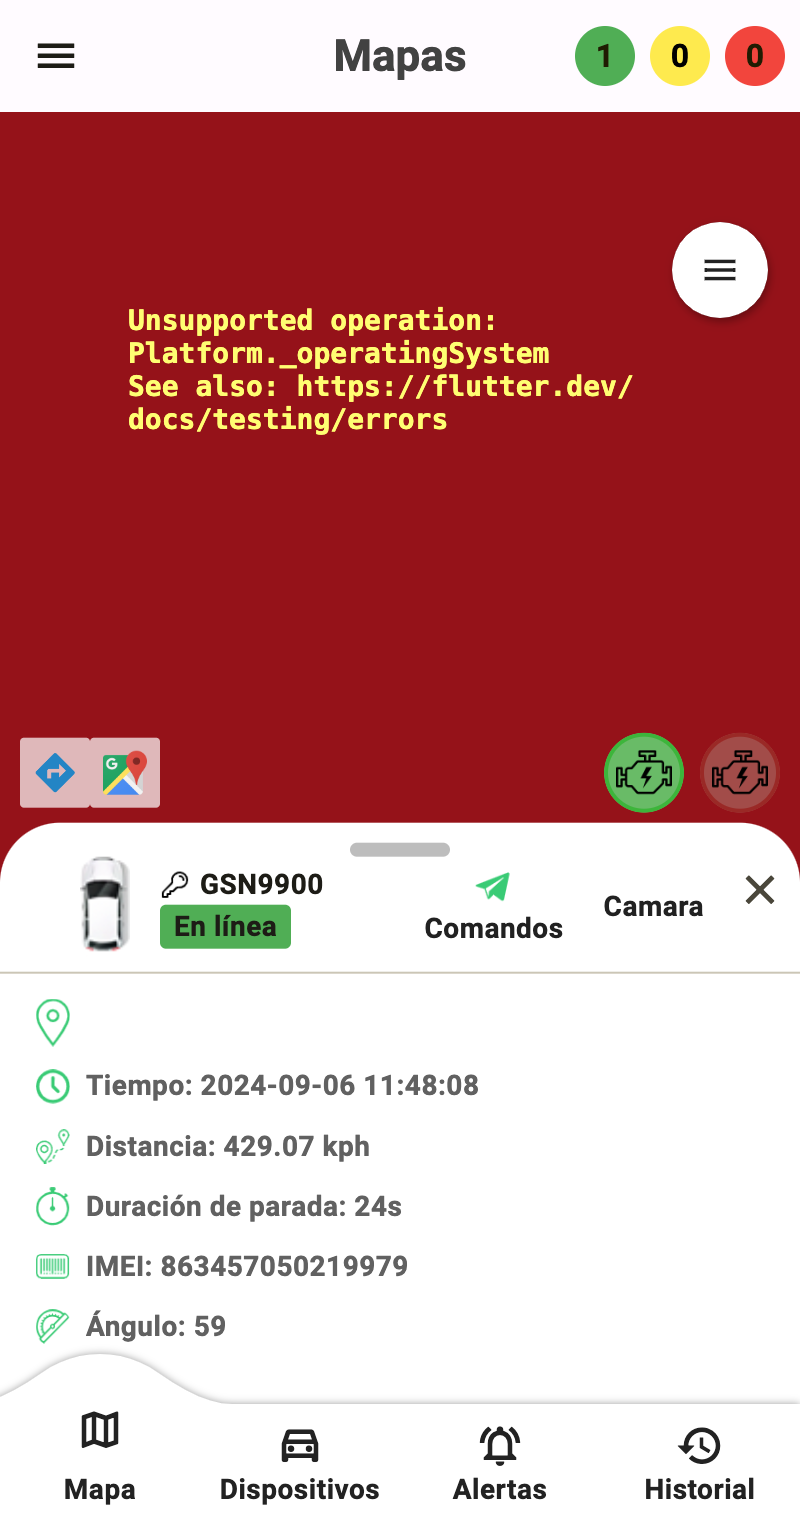 Mapas
1
0
0
Unsupported operation:
Platform._operatingSystem
See also: https://flutter.dev/
docs/testing/errors
G
GSN9900
En línea
Comandos
Camara
Tiempo: 2024-09-06 11:48:08
Distancia: 429.07 kph
Duración de parada: 24s
IMEI: 863457050219979
Ángulo: 59
Mapa
Dispositivos
Alertas
Historial